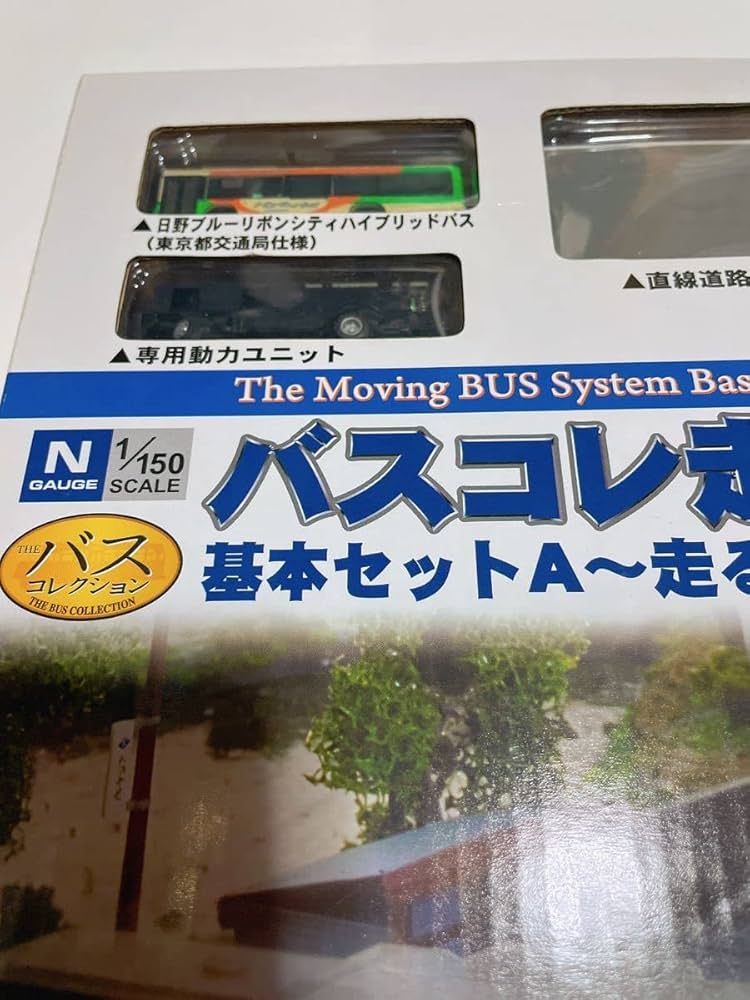 ▲日野ブルーリボンシティハイブリッドバス
（東京都交通局仕様）
▲直線道路
▲専用動力ユニット
The Moving BUS System Bas
N
GAUGE
1/150
SCALE
バスコレ走
基本セットA〜走る
THE
バス
コレクション
THE BUS COLLECTION